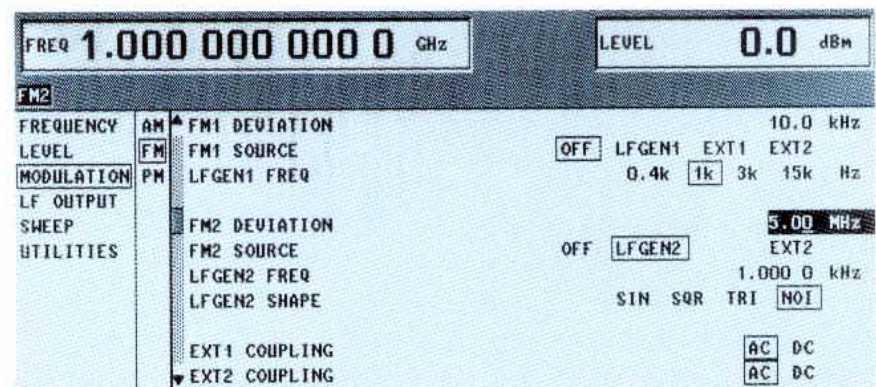 FREQ 1.000 000 000 0 GHz LEVEL 0.0 dBm
FM2
FREQUENCY AM FM1 DEVIATION 10.0 kHz
LEVEL FM FM1 SOURCE OFF LFGEN1 EXT1 EXT2
MODULATION PM LFGEN1 FREQ 0.4k 1k 3k 15k Hz
LF OUTPUT
SWEEP FM2 DEVIATION 5.00 MHz
UTILITIES FM2 SOURCE OFF LFGEN2 EXT2
LFGEN2 FREQ 1.000 0 kHz
LFGEN2 SHAPE SIN SQR TRI NOI
EXT1 COUPLING AC DC
EXT2 COUPLING AC DC